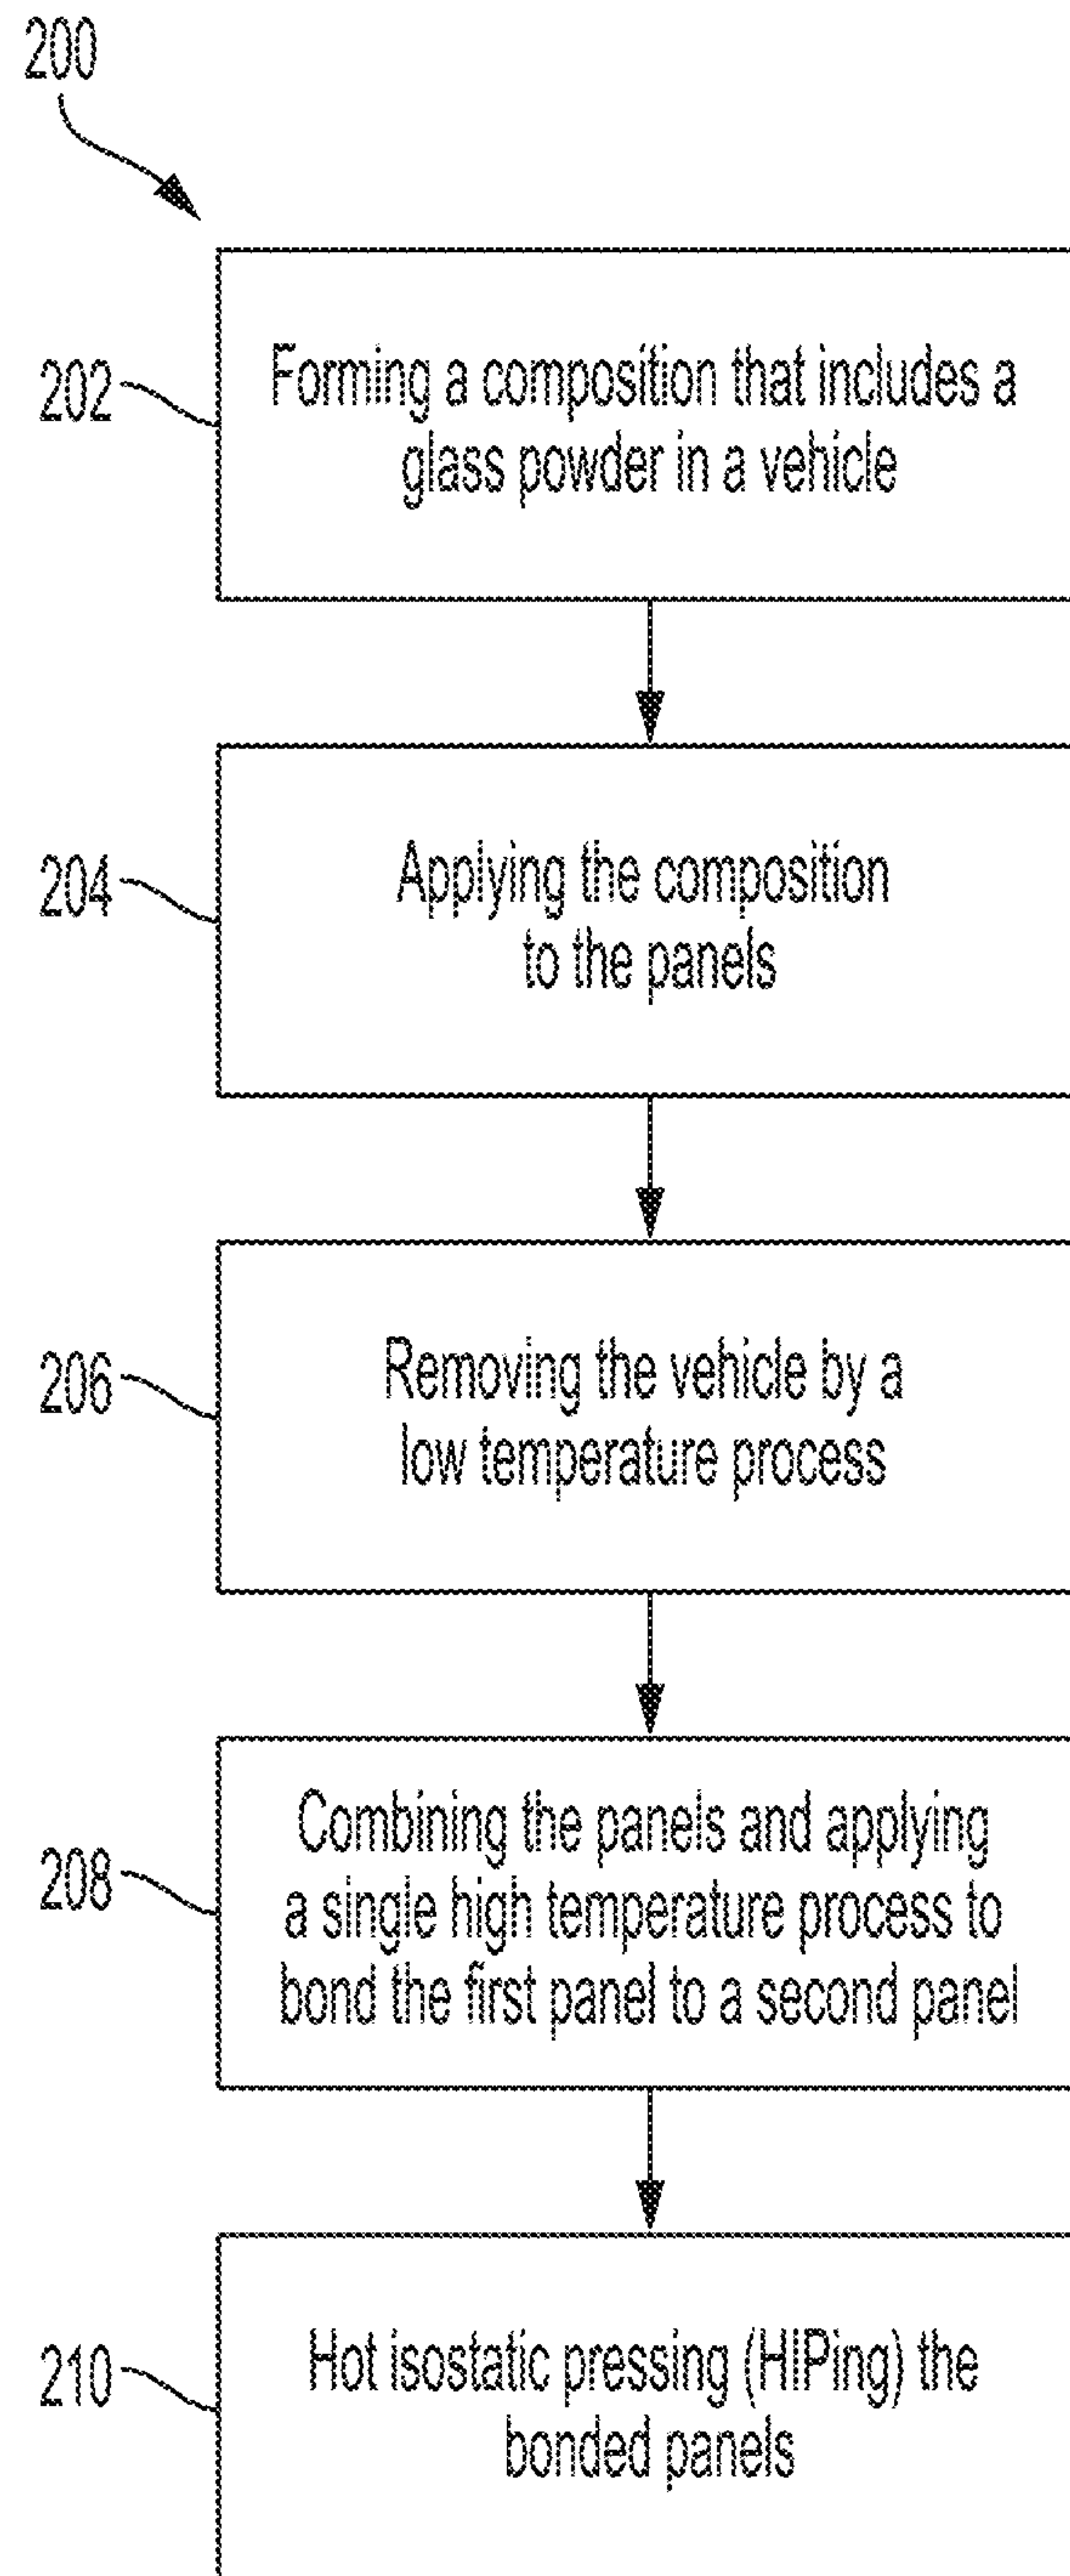 200
202
Forming a composition that includes a
glass powder in a vehicle
204
Applying the composition
to the panels
206
Removing the vehicle by a
low temperature process
208
Combining the panels and applying
a single high temperature process to
bond the first panel to a second panel
210
Hot isostatic pressing (HIPing) the
bonded panels